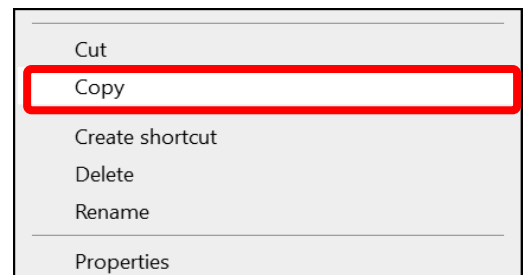 Cut
Copy
Create shortcut
Delete
Rename
Properties